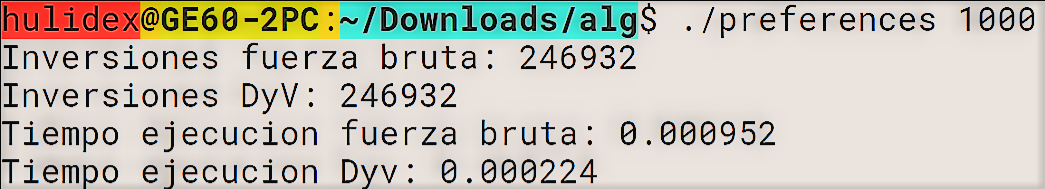 hulidex@GE60-2PC:~/Downloads/alg$ ./preferences 1000
Inversiones fuerza bruta: 246932
Inversiones DyV: 246932
Tiempo ejecucion fuerza bruta: 0.000952
Tiempo ejecucion Dyv: 0.000224